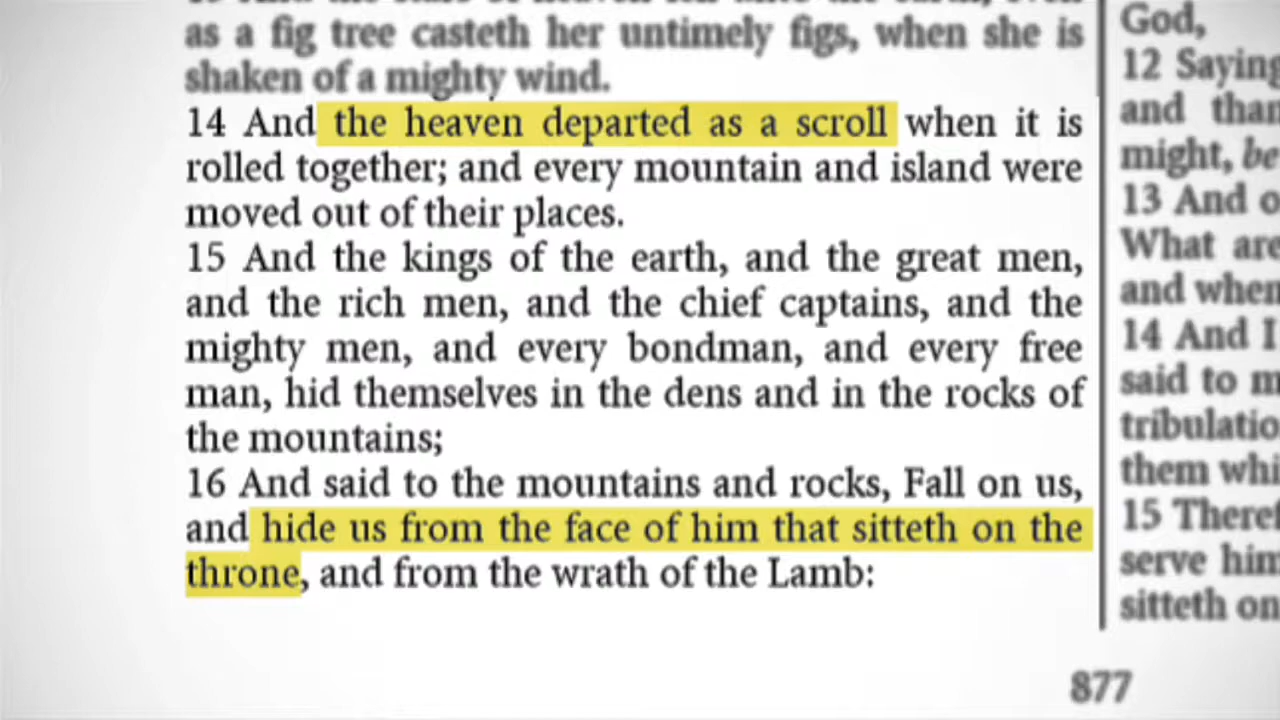 as a fig tree casteth her untimely figs, when she is
shaken of a mighty wind.
14 And the heaven departed as a scroll when it is
rolled together; and every mountain and island were
moved out of their places.
15 And the kings of the earth, and the great men,
and the rich men, and the chief captains, and the
mighty men, and every bondman, and every free
man, hid themselves in the dens and in the rocks of
the mountains;
16 And said to the mountains and rocks, Fall on us,
and hide us from the face of him that sitteth on the
throne, and from the wrath of the Lamb:
God,
12 Saying
and than
might, be
13 And o
What are
and when
14 And I
said to m
tribulatio
them whi
15 Theref
serve him
sitteth on
877